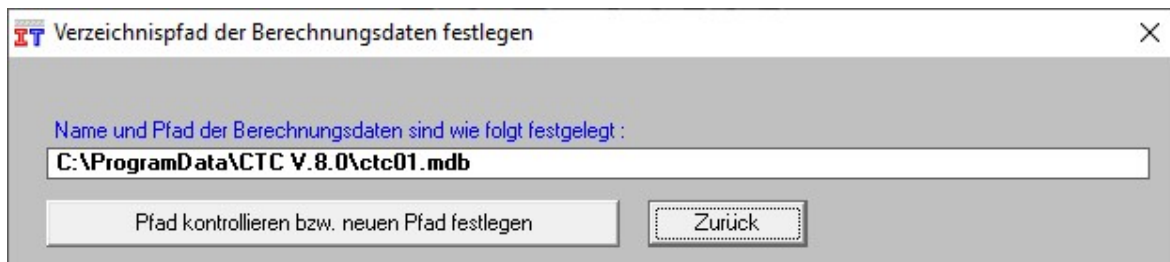 IT Verzeichnispfad der Berechnungsdaten festlegen
Name und Pfad der Berechnungsdaten sind wie folgt festgelegt :
C:\ProgramData\CTC V.8.0\ctc01.mdb
Pfad kontrollieren bzw. neuen Pfad festlegen Zurück